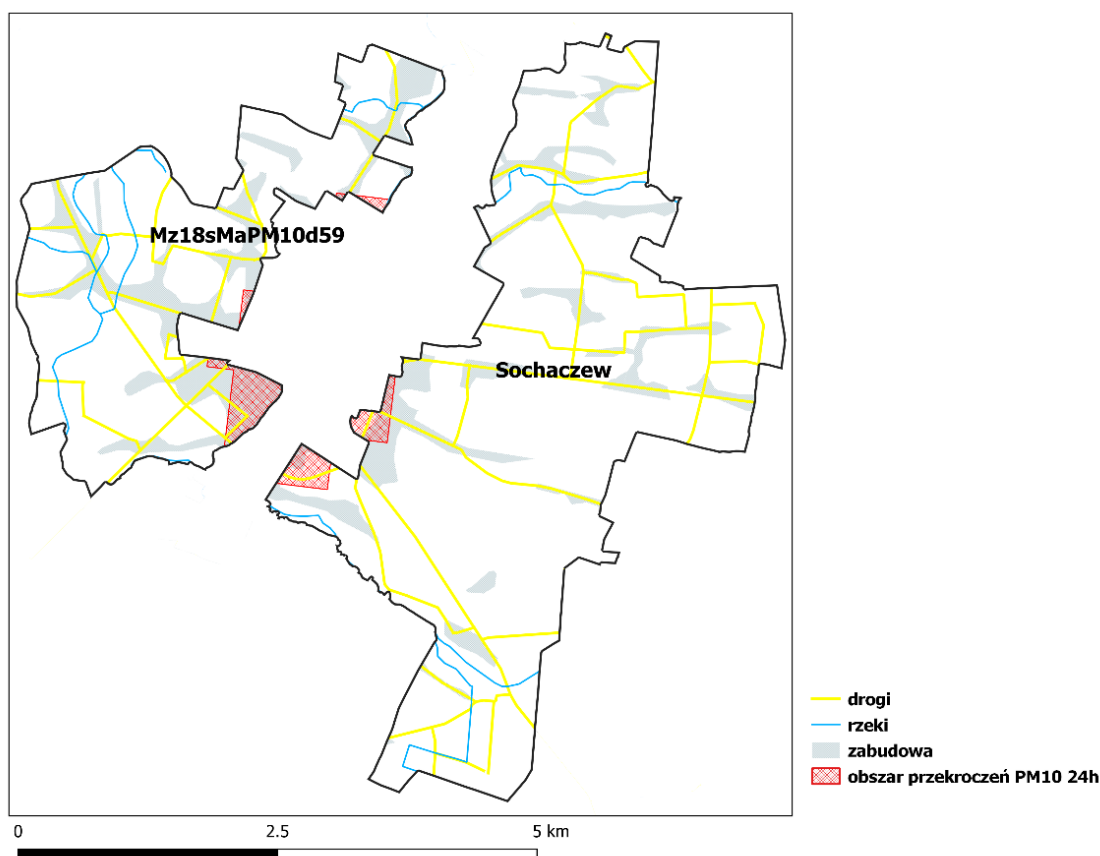 Mz18sMaPM10d59
Sochaczew
drogi
rzeki
zabudowa
obszar przekroczeń PM10 24h
0 2.5 5 km